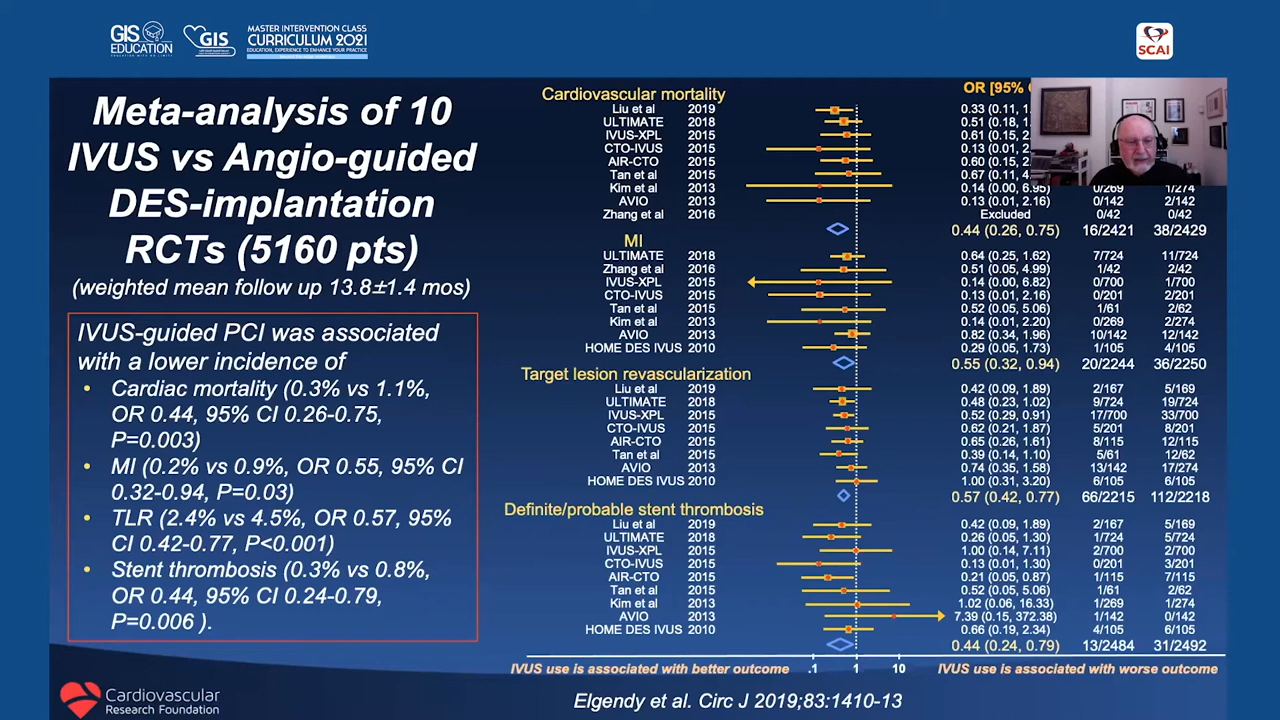 GIS
EDUCATION
GIS
MASTER INTERVENTION CLASS
CURRICULUM 2021
EDUCATION, EXPERIENCE TO ENHANCE YOUR PRACTICE
SCAI
Meta-analysis of 10
IVUS vs Angio-guided
DES-implantation
RCTs (5160 pts)
(weighted mean follow up 13.8±1.4 mos)
IVUS-guided PCI was associated
with a lower incidence of
• Cardiac mortality (0.3% vs 1.1%,
OR 0.44, 95% CI 0.26-0.75,
P=0.003)
• MI (0.2% vs 0.9%, OR 0.55, 95% CI
0.32-0.94, P=0.03)
• TLR (2.4% vs 4.5%, OR 0.57, 95%
CI 0.42-0.77, P<0.001)
• Stent thrombosis (0.3% vs 0.8%,
OR 0.44, 95% CI 0.24-0.79,
P=0.006 ).
Cardiovascular mortality OR [95%
Liu et al 2019 0.33 (0.11,
ULTIMATE 2018 0.51 (0.18,
IVUS-XPL 2015 0.61 (0.15,
CTO-IVUS 2015 0.13 (0.01,
AIR-CTO 2015 0.60 (0.15,
Tan et al 2015 0.67 (0.11,
Kim et al 2013 0.14 (0.00, 6.95) 0/269 1/274
AVIO 2013 0.13 (0.01, 2.16) 0/142 2/142
Zhang et al 2016 Excluded 0/42 0/42
0.44 (0.26, 0.75) 16/2421 38/2429
MI
ULTIMATE 2018 0.64 (0.25, 1.62) 7/724 11/724
Zhang et al 2016 0.51 (0.05, 4.99) 1/42 2/42
IVUS-XPL 2015 0.14 (0.00, 6.82) 0/700 1/700
CTO-IVUS 2015 0.13 (0.01, 2.16) 0/201 2/201
Tan et al 2015 0.52 (0.05, 5.06) 1/61 2/62
Kim et al 2013 0.14 (0.01, 2.20) 0/269 2/274
AVIO 2013 0.82 (0.34, 1.96) 10/142 12/142
HOME DES IVUS 2010 0.29 (0.05, 1.73) 1/105 4/105
0.55 (0.32, 0.94) 20/2244 36/2250
Target lesion revascularization
Liu et al 2019 0.42 (0.09, 1.89) 2/167 5/169
ULTIMATE 2018 0.48 (0.23, 1.02) 9/724 19/724
IVUS-XPL 2015 0.52 (0.29, 0.91) 17/700 33/700
CTO-IVUS 2015 0.62 (0.21, 1.87) 5/201 8/201
AIR-CTO 2015 0.65 (0.26, 1.61) 8/115 12/115
Tan et al 2015 0.39 (0.14, 1.10) 5/61 12/62
AVIO 2013 0.74 (0.35, 1.58) 13/142 17/274
HOME DES IVUS 2010 1.00 (0.31, 3.20) 6/105 6/105
0.57 (0.42, 0.77) 66/2215 112/2218
Definite/probable stent thrombosis
Liu et al 2019 0.42 (0.09, 1.89) 2/167 5/169
ULTIMATE 2018 0.26 (0.05, 1.30) 1/724 5/724
IVUS-XPL 2015 1.00 (0.14, 7.11) 2/700 2/700
CTO-IVUS 2015 0.13 (0.01, 1.30) 0/201 3/201
AIR-CTO 2015 0.21 (0.05, 0.87) 1/115 7/115
Tan et al 2015 0.52 (0.05, 5.06) 1/61 2/62
Kim et al 2013 1.02 (0.06, 16.33) 1/269 1/274
AVIO 2013 7.39 (0.15, 372.38) 1/142 0/142
HOME DES IVUS 2010 0.66 (0.19, 2.34) 4/105 6/105
0.44 (0.24, 0.79) 13/2484 31/2492
IVUS use is associated with better outcome .1 1 10 IVUS use is associated with worse outcome
Cardiovascular
Research Foundation
Elgendy et al. Circ J 2019;83:1410-13